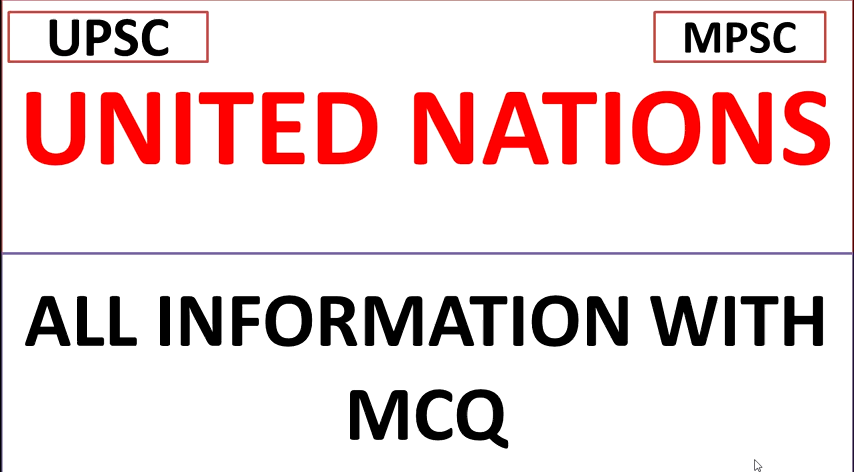 UPSC
MPSC
UNITED NATIONS
ALL INFORMATION WITH
MCQ